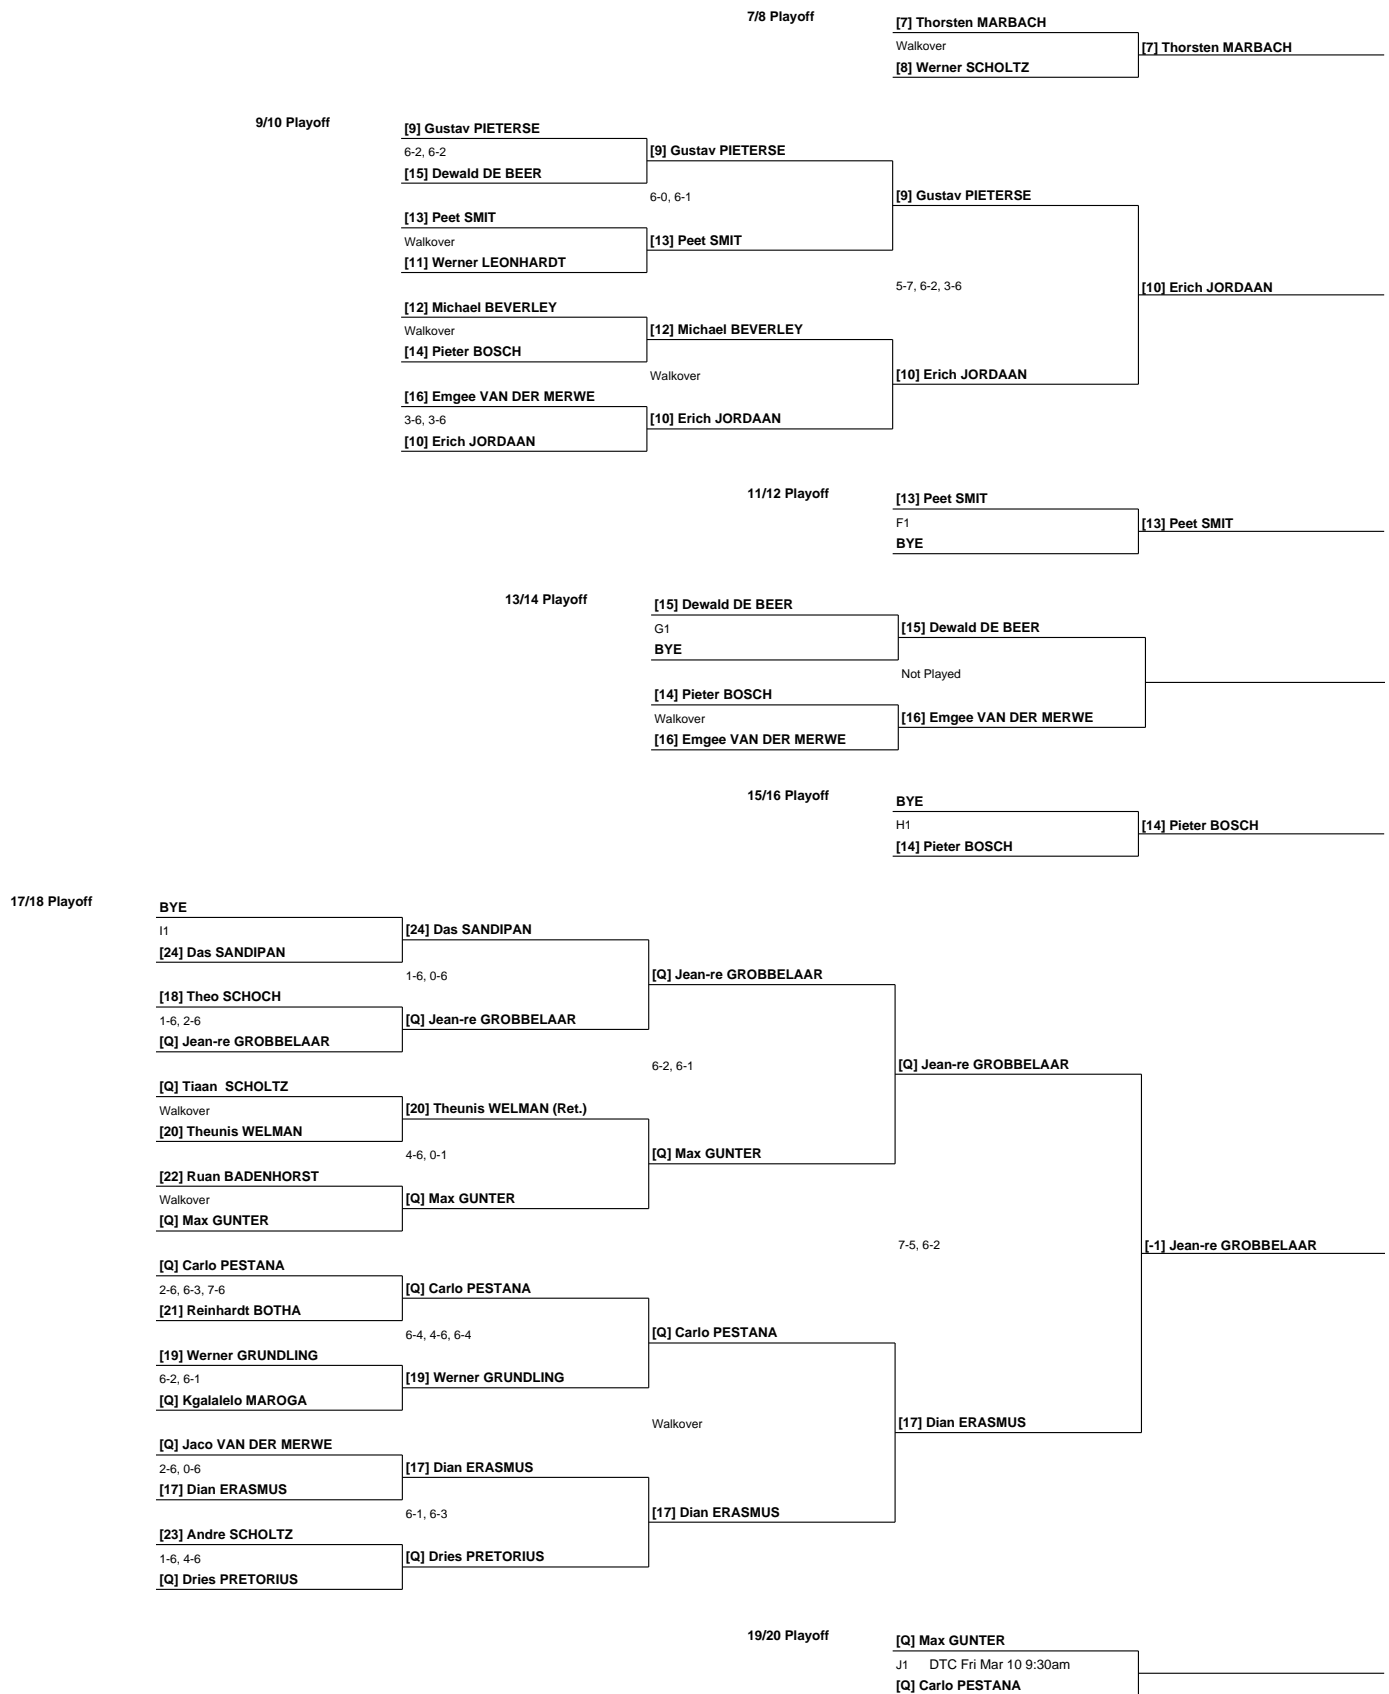 7/8 Playoff
[7] Thorsten MARBACH
Walkover
[7] Thorsten MARBACH
[8] Werner SCHOLTZ
9/10 Playoff
[9] Gustav PIETERSE
6-2, 6-2
[9] Gustav PIETERSE
[15] Dewald DE BEER
6-0, 6-1
[9] Gustav PIETERSE
[13] Peet SMIT
Walkover
[13] Peet SMIT
[11] Werner LEONHARDT
5-7, 6-2, 3-6
[10] Erich JORDAAN
[12] Michael BEVERLEY
Walkover
[12] Michael BEVERLEY
[14] Pieter BOSCH
Walkover
[10] Erich JORDAAN
[16] Emgee VAN DER MERWE
3-6, 3-6
[10] Erich JORDAAN
[10] Erich JORDAAN
11/12 Playoff
[13] Peet SMIT
F1
[13] Peet SMIT
BYE
13/14 Playoff
[15] Dewald DE BEER
G1
[15] Dewald DE BEER
BYE
Not Played
[14] Pieter BOSCH
Walkover
[16] Emgee VAN DER MERWE
[16] Emgee VAN DER MERWE
15/16 Playoff
BYE
H1
[14] Pieter BOSCH
[14] Pieter BOSCH
17/18 Playoff
BYE
I1
[24] Das SANDIPAN
[24] Das SANDIPAN
1-6, 0-6
[Q] Jean-re GROBBELAAR
[18] Theo SCHOCH
1-6, 2-6
[Q] Jean-re GROBBELAAR
[Q] Jean-re GROBBELAAR
6-2, 6-1
[Q] Jean-re GROBBELAAR
[Q] Tiaan SCHOLTZ
Walkover
[20] Theunis WELMAN (Ret.)
[20] Theunis WELMAN
4-6, 0-1
[Q] Max GUNTER
[22] Ruan BADENHORST
Walkover
[Q] Max GUNTER
[Q] Max GUNTER
7-5, 6-2
[-1] Jean-re GROBBELAAR
[Q] Carlo PESTANA
2-6, 6-3, 7-6
[Q] Carlo PESTANA
[21] Reinhardt BOTHA
6-4, 4-6, 6-4
[Q] Carlo PESTANA
[19] Werner GRUNDLING
6-2, 6-1
[19] Werner GRUNDLING
[Q] Kgalalelo MAROGA
Walkover
[17] Dian ERASMUS
[Q] Jaco VAN DER MERWE
2-6, 0-6
[17] Dian ERASMUS
[17] Dian ERASMUS
6-1, 6-3
[17] Dian ERASMUS
[23] Andre SCHOLTZ
1-6, 4-6
[Q] Dries PRETORIUS
[Q] Dries PRETORIUS
19/20 Playoff
[Q] Max GUNTER
J1 DTC Fri Mar 10 9:30am
[Q] Carlo PESTANA